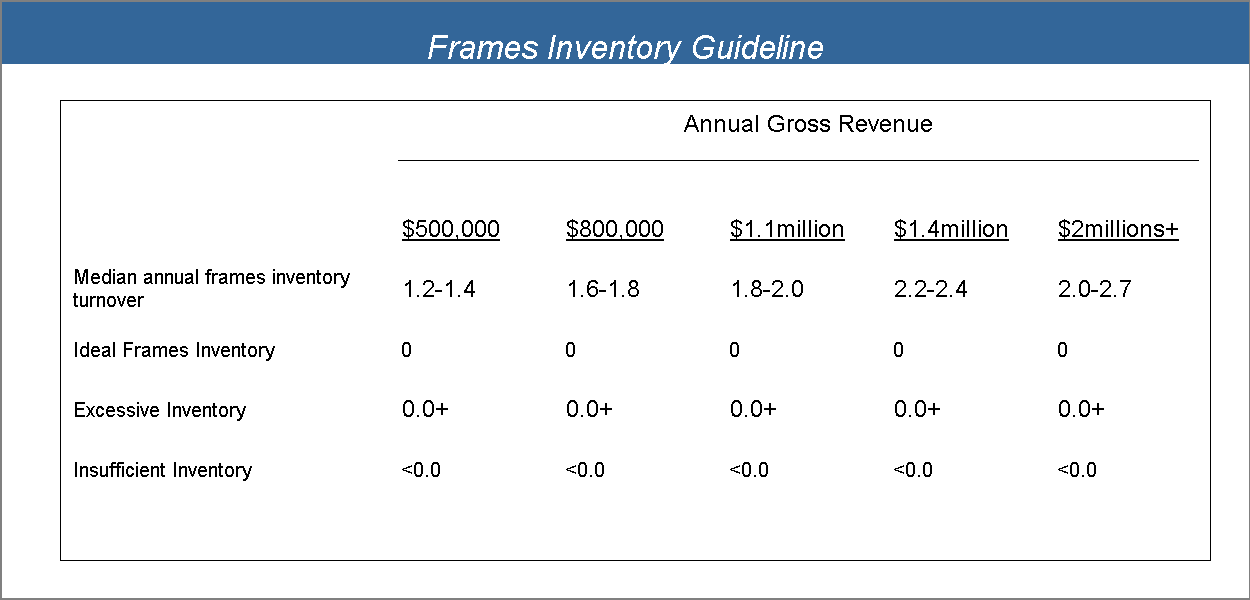 Frames Inventory Guideline
Annual Gross Revenue
$500,000 $800,000 $1.1million $1.4million $2millions+
Median annual frames inventory
turnover 1.2-1.4 1.6-1.8 1.8-2.0 2.2-2.4 2.0-2.7
Ideal Frames Inventory 0 0 0 0 0
Excessive Inventory 0.0+ 0.0+ 0.0+ 0.0+ 0.0+
Insufficient Inventory <0.0 <0.0 <0.0 <0.0 <0.0